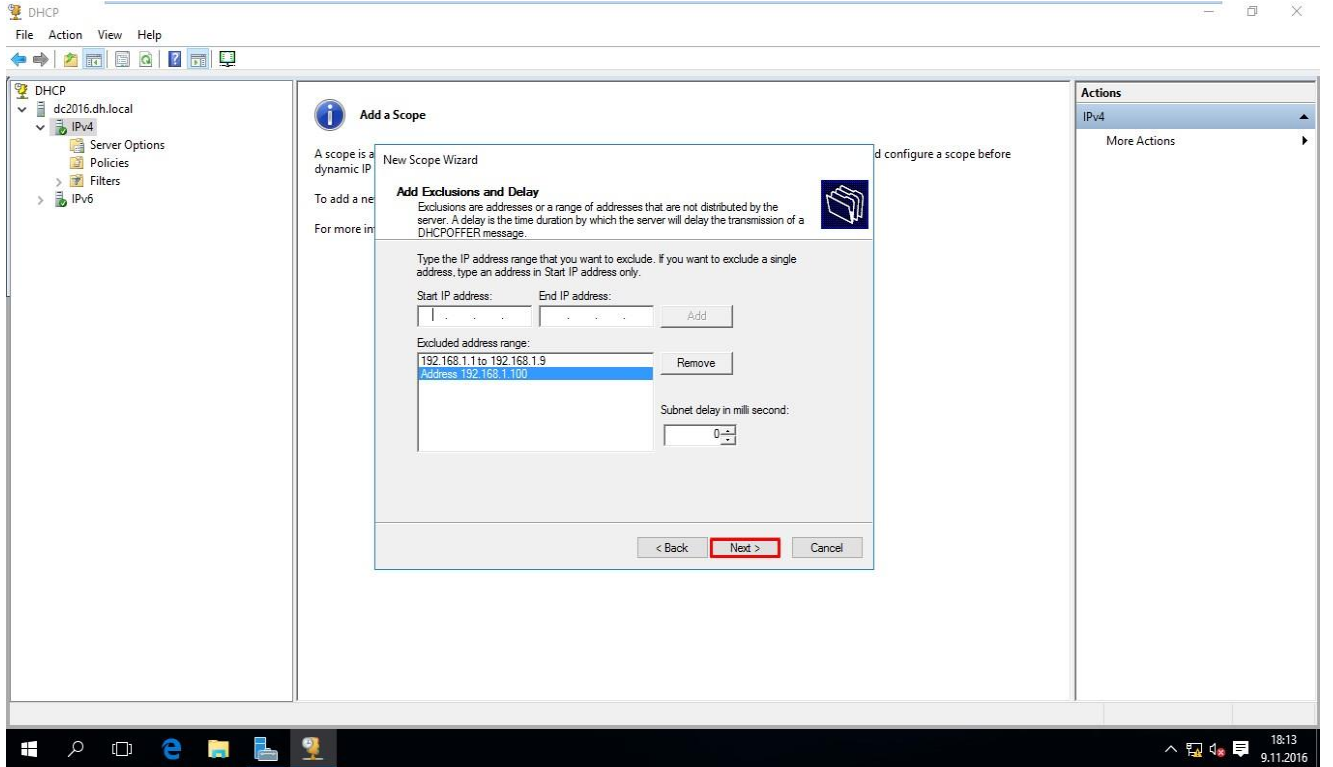 DHCP
File Action View Help
DHCP
dc2016.dh.local
IPv4
Server Options
Policies
Filters
IPv6
Add a Scope
A scope is a
d configure a scope before
dynamic IP
To add a ne
For more in
New Scope Wizard
Add Exclusions and Delay
Exclusions are addresses or a range of addresses that are not distributed by the
server. A delay is the time duration by which the server will delay the transmission of a
DHCPOFFER message.
Type the IP address range that you want to exclude. If you want to exclude a single
address, type an address in Start IP address only.
Start IP address: End IP address:
Add
Excluded address range:
192.168.1.1 to 192.168.1.9
Address 192.168.1.100
Remove
Subnet delay in milli second:
0
< Back Next > Cancel
Actions
IPv4
More Actions
18:13
9.11.2016